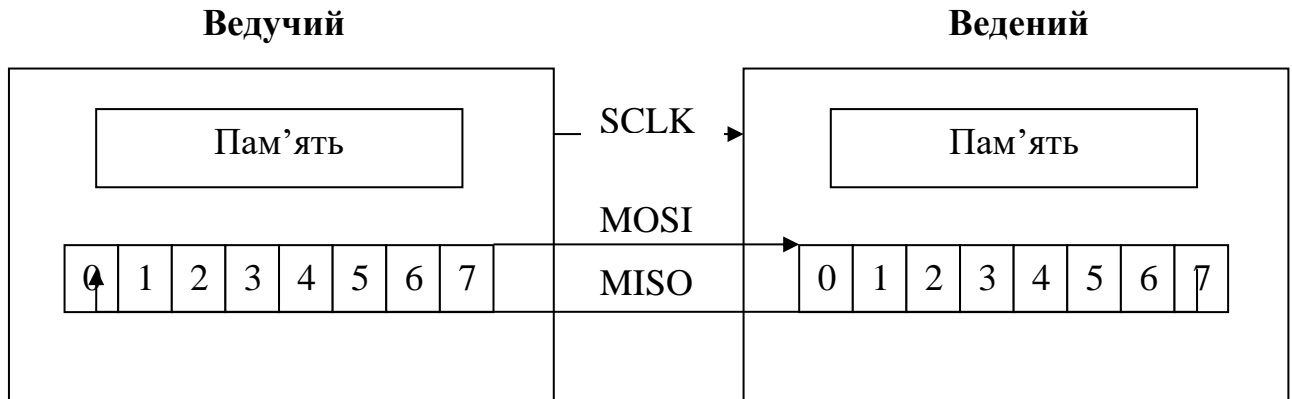 Ведучий Ведений
Пам’ять SCLK Пам’ять
MOSI
0 1 2 3 4 5 6 7 MISO 0 1 2 3 4 5 6 7